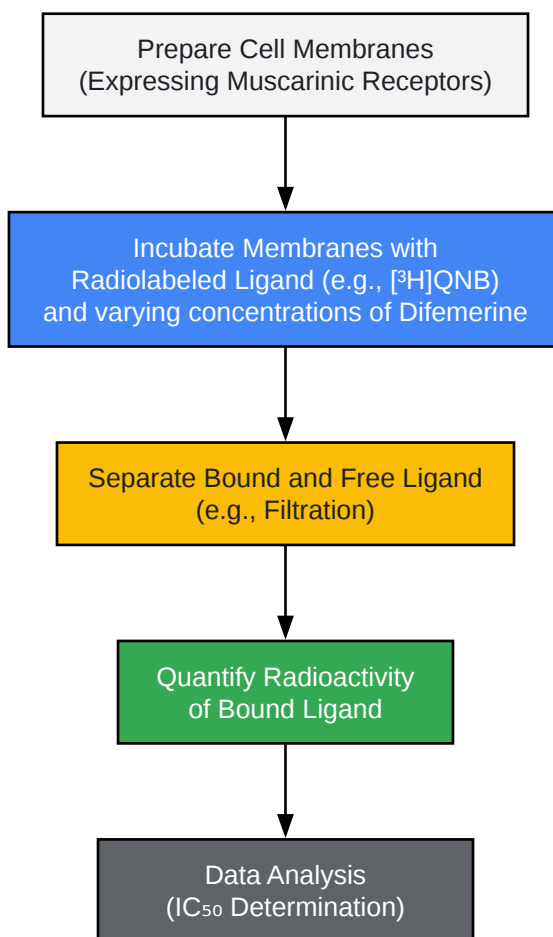 Prepare Cell Membranes
(Expressing Muscarinic Receptors)
Incubate Membranes with
Radiolabeled Ligand (e.g., [³H]QNB)
and varying concentrations of Difemerine
Separate Bound and Free Ligand
(e.g., Filtration)
Quantify Radioactivity
of Bound Ligand
Data Analysis
(IC₅₀ Determination)